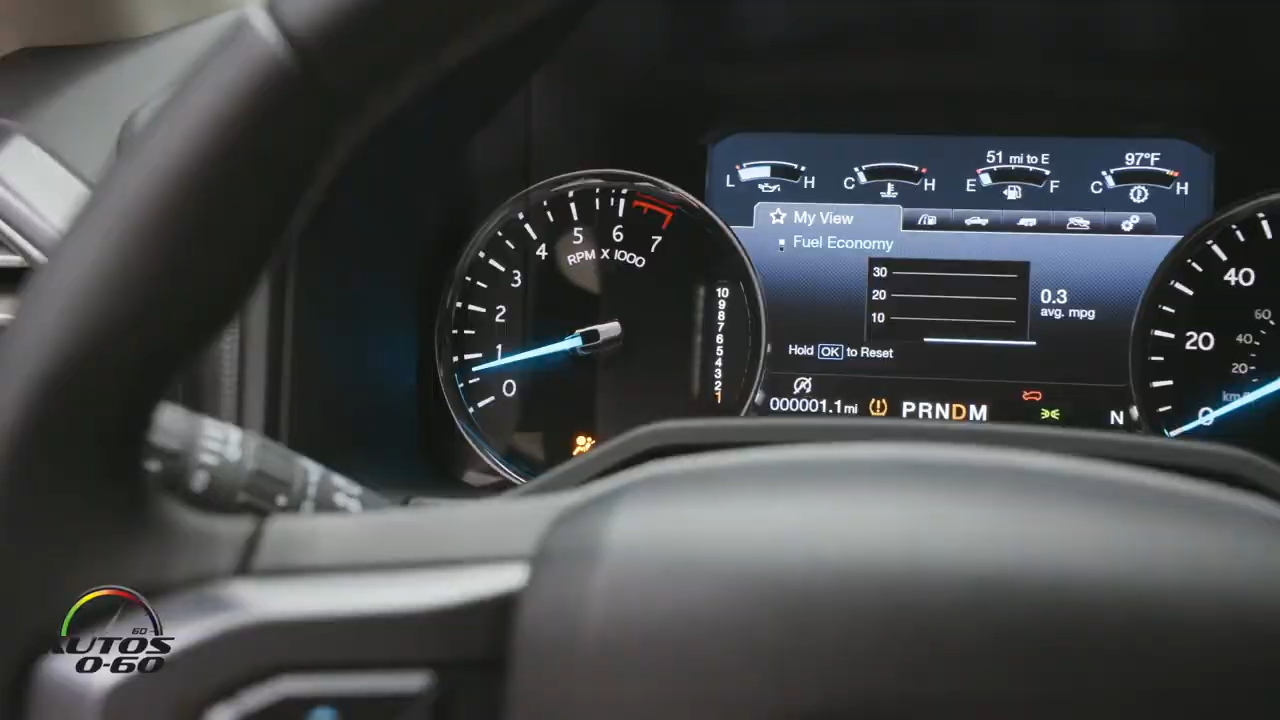 51 mi to E
97°F
L H
C H
E F
C H
My View
Fuel Economy
30
20
10
0.3
avg. mpg
Hold OK to Reset
000001.1mi
PRNDM
N
0
1
2
3
4
5
6
7
RPM X 1000
10
9
8
7
6
5
4
3
2
1
40
20
0
60
40
20
km/
60
AUTOS
0-60